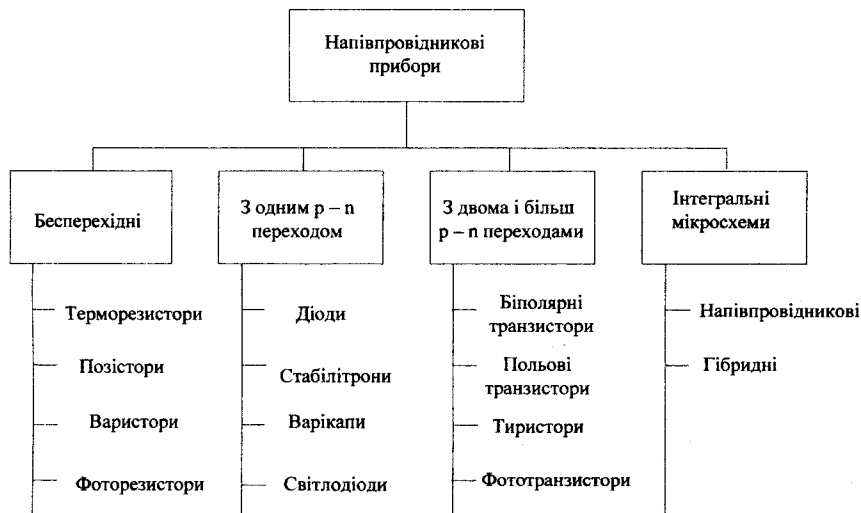 Напівпровідникові
прибори
Бесперехідні
З одним p – n
переходом
З двома і більш
p – n переходами
Інтегральні
мікросхеми
Терморезистори
Позістори
Варистори
Фоторезистори
Діоди
Стабілітрони
Варікапи
Світлодіоди
Біполярні
транзистори
Польові
транзистори
Тиристори
Фототранзистори
Напівпровідникові
Гібридні